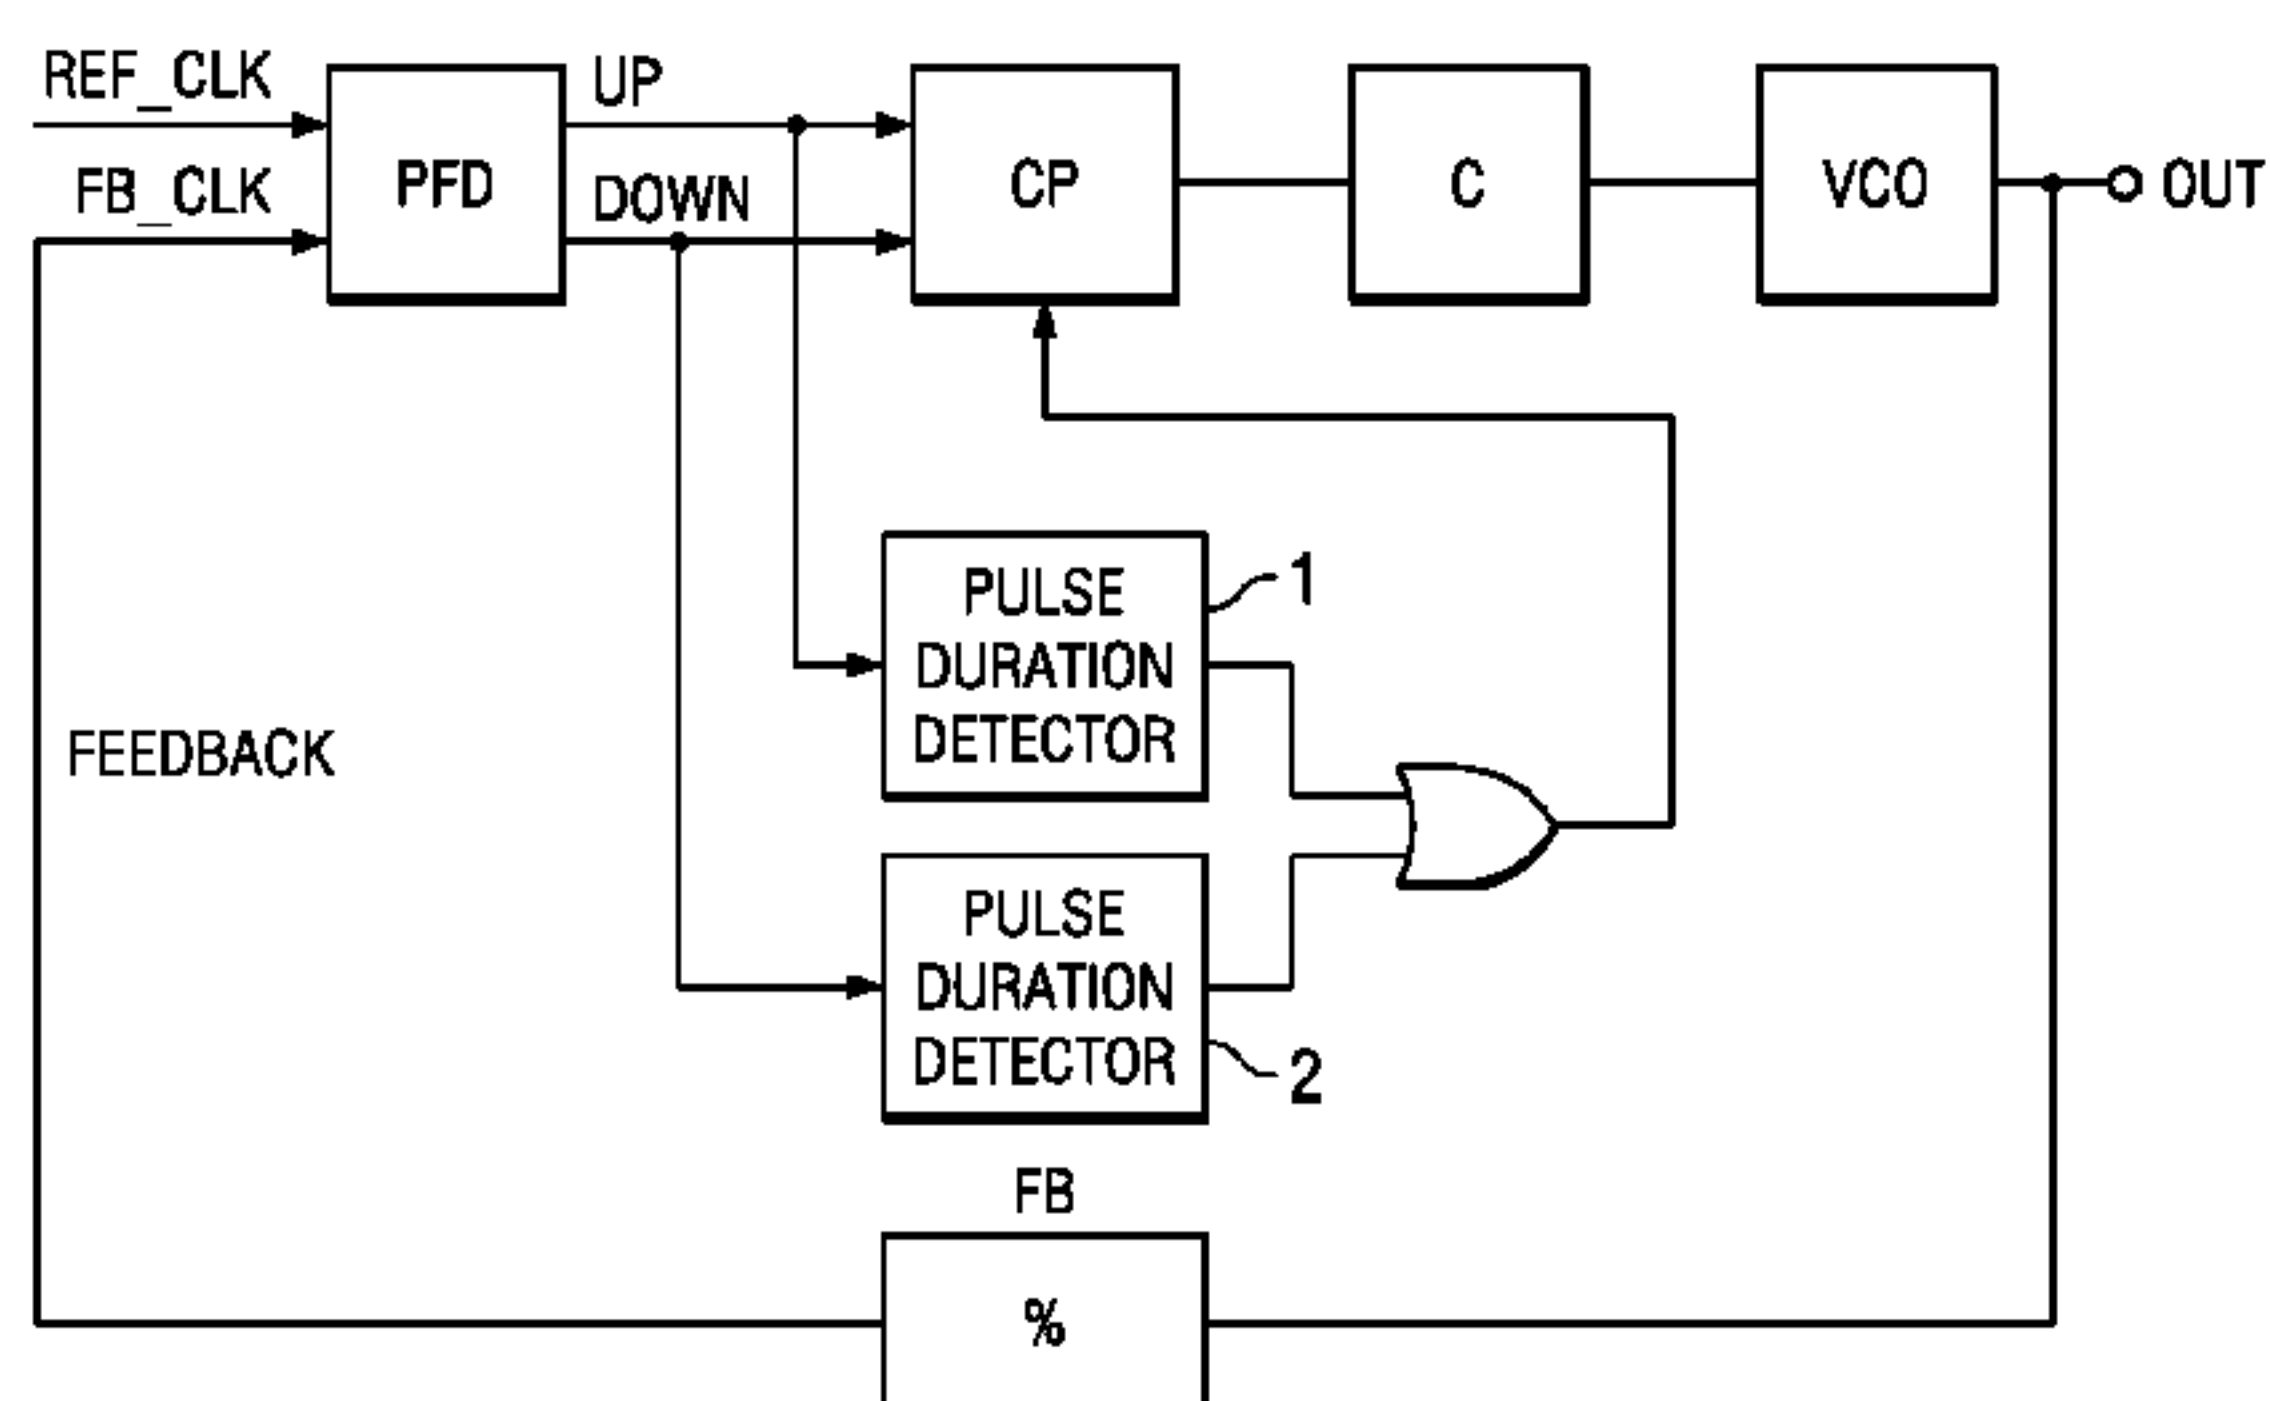 REF_CLK
FB_CLK
PFD
UP
DOWN
CP
C
VCO
OUT
PULSE
DURATION
DETECTOR
1
FEEDBACK
PULSE
DURATION
DETECTOR
2
FB
%